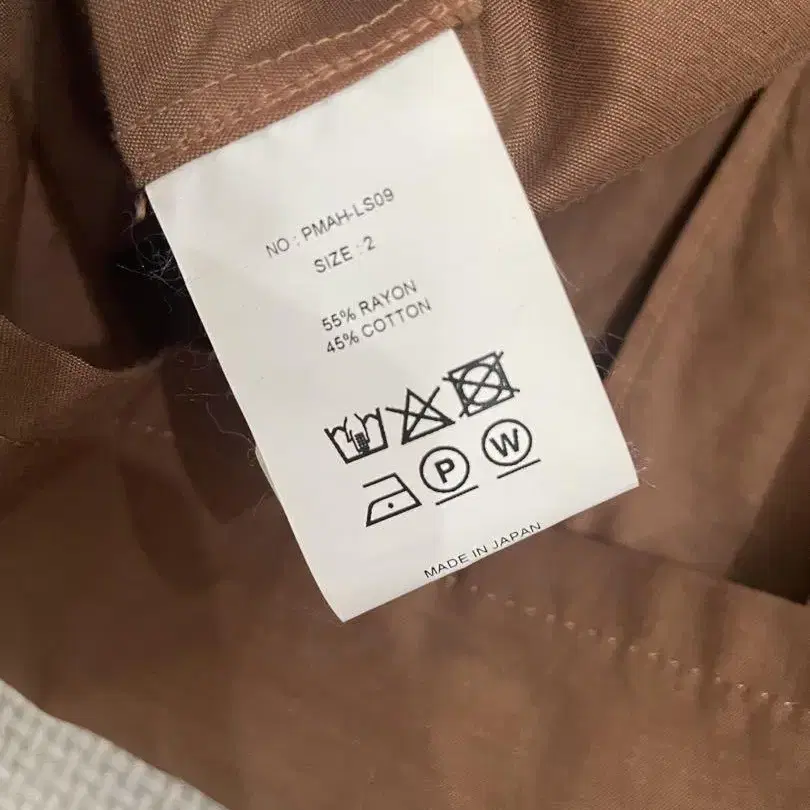 NO : PMAH-LS09
SIZE : 2
55% RAYON
45% COTTON
P W
MADE IN JAPAN